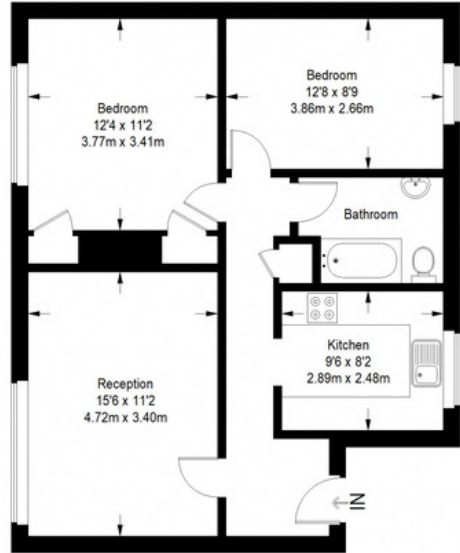 Bedroom
12'4 x 11'2
3.77m x 3.41m
Bedroom
12'8 x 8'9
3.86m x 2.66m
Bathroom
Kitchen
9'6 x 8'2
2.89m x 2.48m
Reception
15'6 x 11'2
4.72m x 3.40m
IN